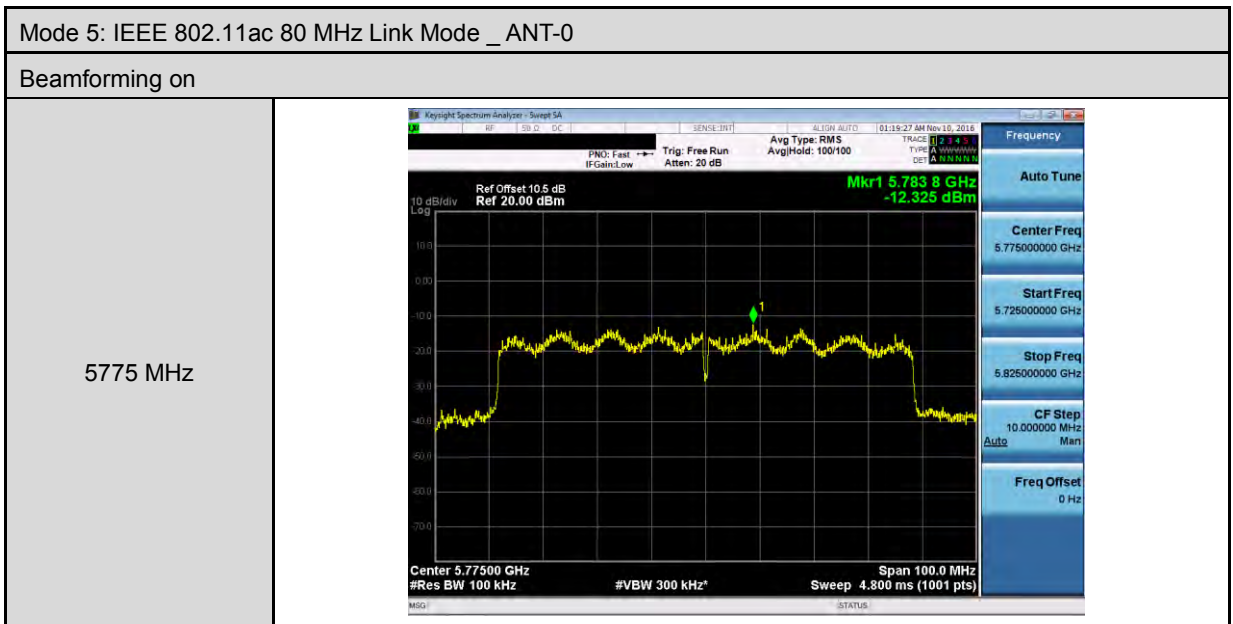 Mode 5: IEEE 802.11ac 80 MHz Link Mode _ ANT-0
Beamforming on
5775 MHz
Keysight Spectrum Analyzer - Swept SA
RF 50 Ω DC SENSE:INT ALIGN AUTO 01:19:27 AM Nov 10, 2016
PNO: Fast Trig: Free Run Avg Type: RMS TRACE 1 2 3 4 5
IFGain:Low Atten: 20 dB Avg|Hold: 100/100 TYPE A
DET A N N N N N
Mkr1 5.783 8 GHz
-12.325 dBm
Ref Offset 10.5 dB
10 dB/div Ref 20.00 dBm
Log
10.0
0.00
-10.0
-20.0
-30.0
-40.0
-50.0
-60.0
-70.0
1
Center 5.77500 GHz Span 100.0 MHz
#Res BW 100 kHz #VBW 300 kHz* Sweep 4.800 ms (1001 pts)
MSG STATUS
Frequency
Auto Tune
Center Freq
5.775000000 GHz
Start Freq
5.725000000 GHz
Stop Freq
5.825000000 GHz
CF Step
10.000000 MHz
Auto Man
Freq Offset
0 Hz